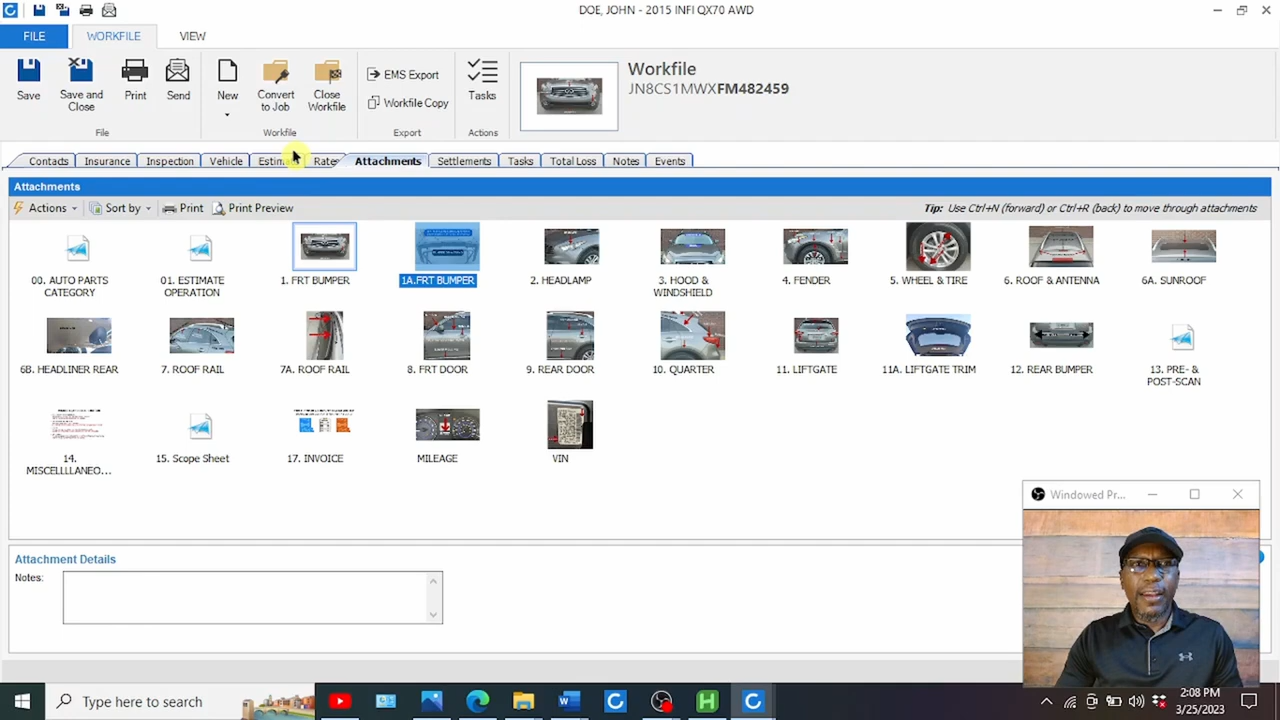 DOE, JOHN - 2015 INFI QX70 AWD
FILE
WORKFILE
VIEW
Save
Save and Close
Print
Send
New
Convert to Job
Close Workfile
EMS Export
Workfile Copy
Tasks
File
Workfile
Export
Actions
Workfile
JN8CS1MWXFM482459
Contacts
Insurance
Inspection
Vehicle
Estim
Rates
Attachments
Settlements
Tasks
Total Loss
Notes
Events
Attachments
Actions
Sort by
Print
Print Preview
Tip: Use Ctrl+N (forward) or Ctrl+R (back) to move through attachments
00. AUTO PARTS CATEGORY
01. ESTIMATE OPERATION
1. FRT BUMPER
1A.FRT BUMPER
2. HEADLAMP
3. HOOD & WINDSHIELD
4. FENDER
5. WHEEL & TIRE
6. ROOF & ANTENNA
6A. SUNROOF
6B. HEADLINER REAR
7. ROOF RAIL
7A. ROOF RAIL
8. FRT DOOR
9. REAR DOOR
10. QUARTER
11. LIFTGATE
11A. LIFTGATE TRIM
12. REAR BUMPER
13. PRE- & POST-SCAN
14. MISCELLLANEO...
15. Scope Sheet
17. INVOICE
MILEAGE
VIN
Windowed Pr...
Attachment Details
Notes:
Type here to search
2:08 PM
3/25/2023